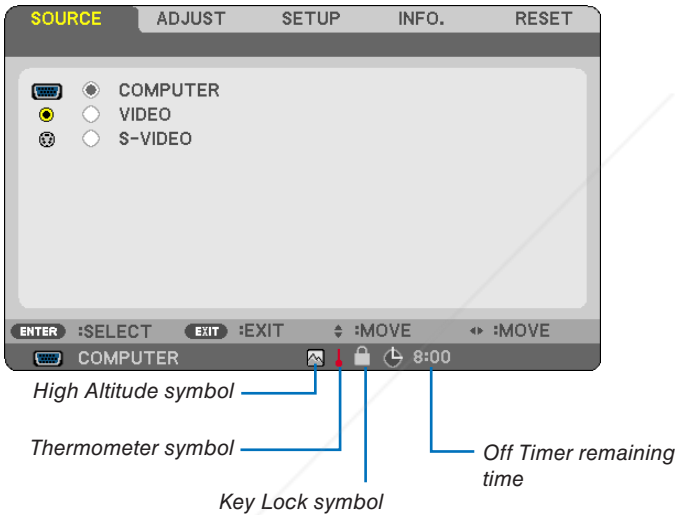 SOURCE ADJUST SETUP INFO. RESET
COMPUTER
VIDEO
S-VIDEO
ENTER :SELECT EXIT :EXIT :MOVE :MOVE
COMPUTER 8:00
High Altitude symbol
Thermometer symbol
Off Timer remaining
time
Key Lock symbol